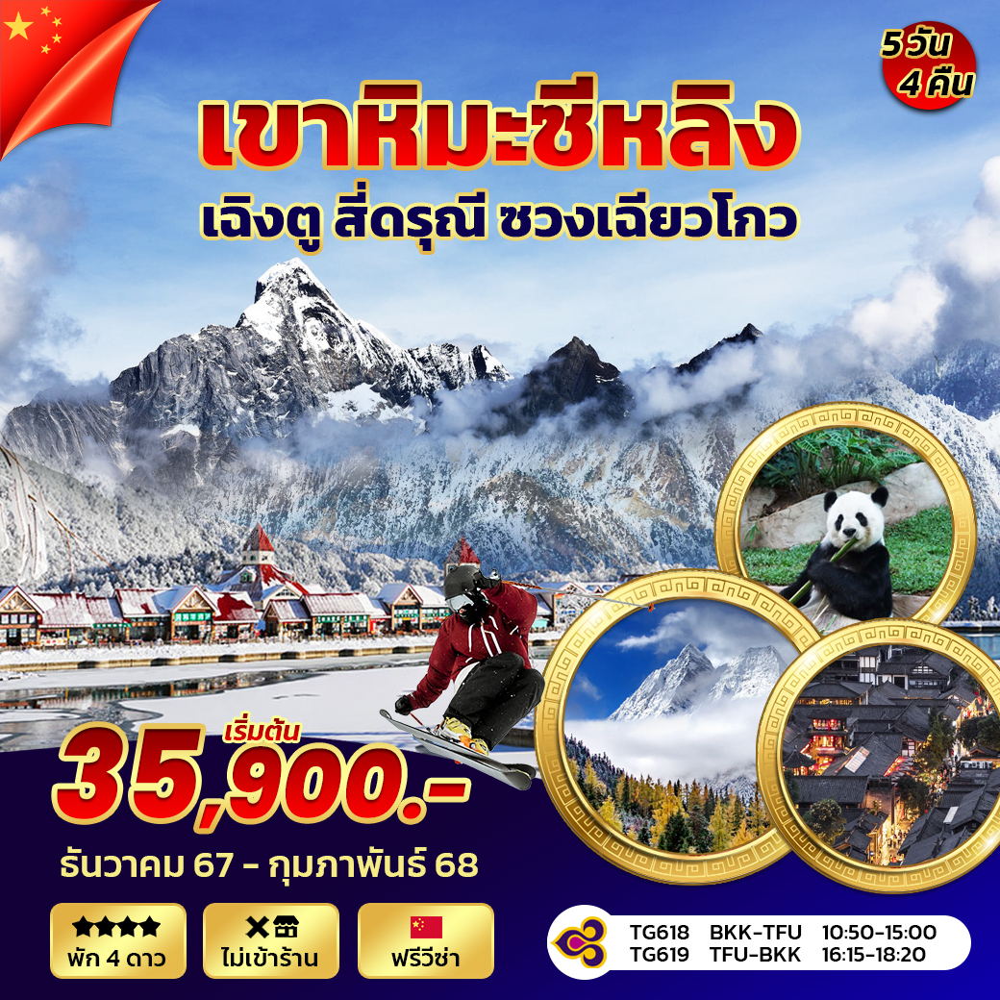 5 วัน
4 คืน
เขาหิมะซีหลิง
เฉิงตู สี่ดรุณี ซวงเฉียวโกว
เริ่มต้น
35,900.-
ธันวาคม 67 - กุมภาพันธ์ 68
พัก 4 ดาว
ไม่เข้าร้าน
ฟรีวีซ่า
TG618 BKK-TFU 10:50-15:00
TG619 TFU-BKK 16:15-18:20